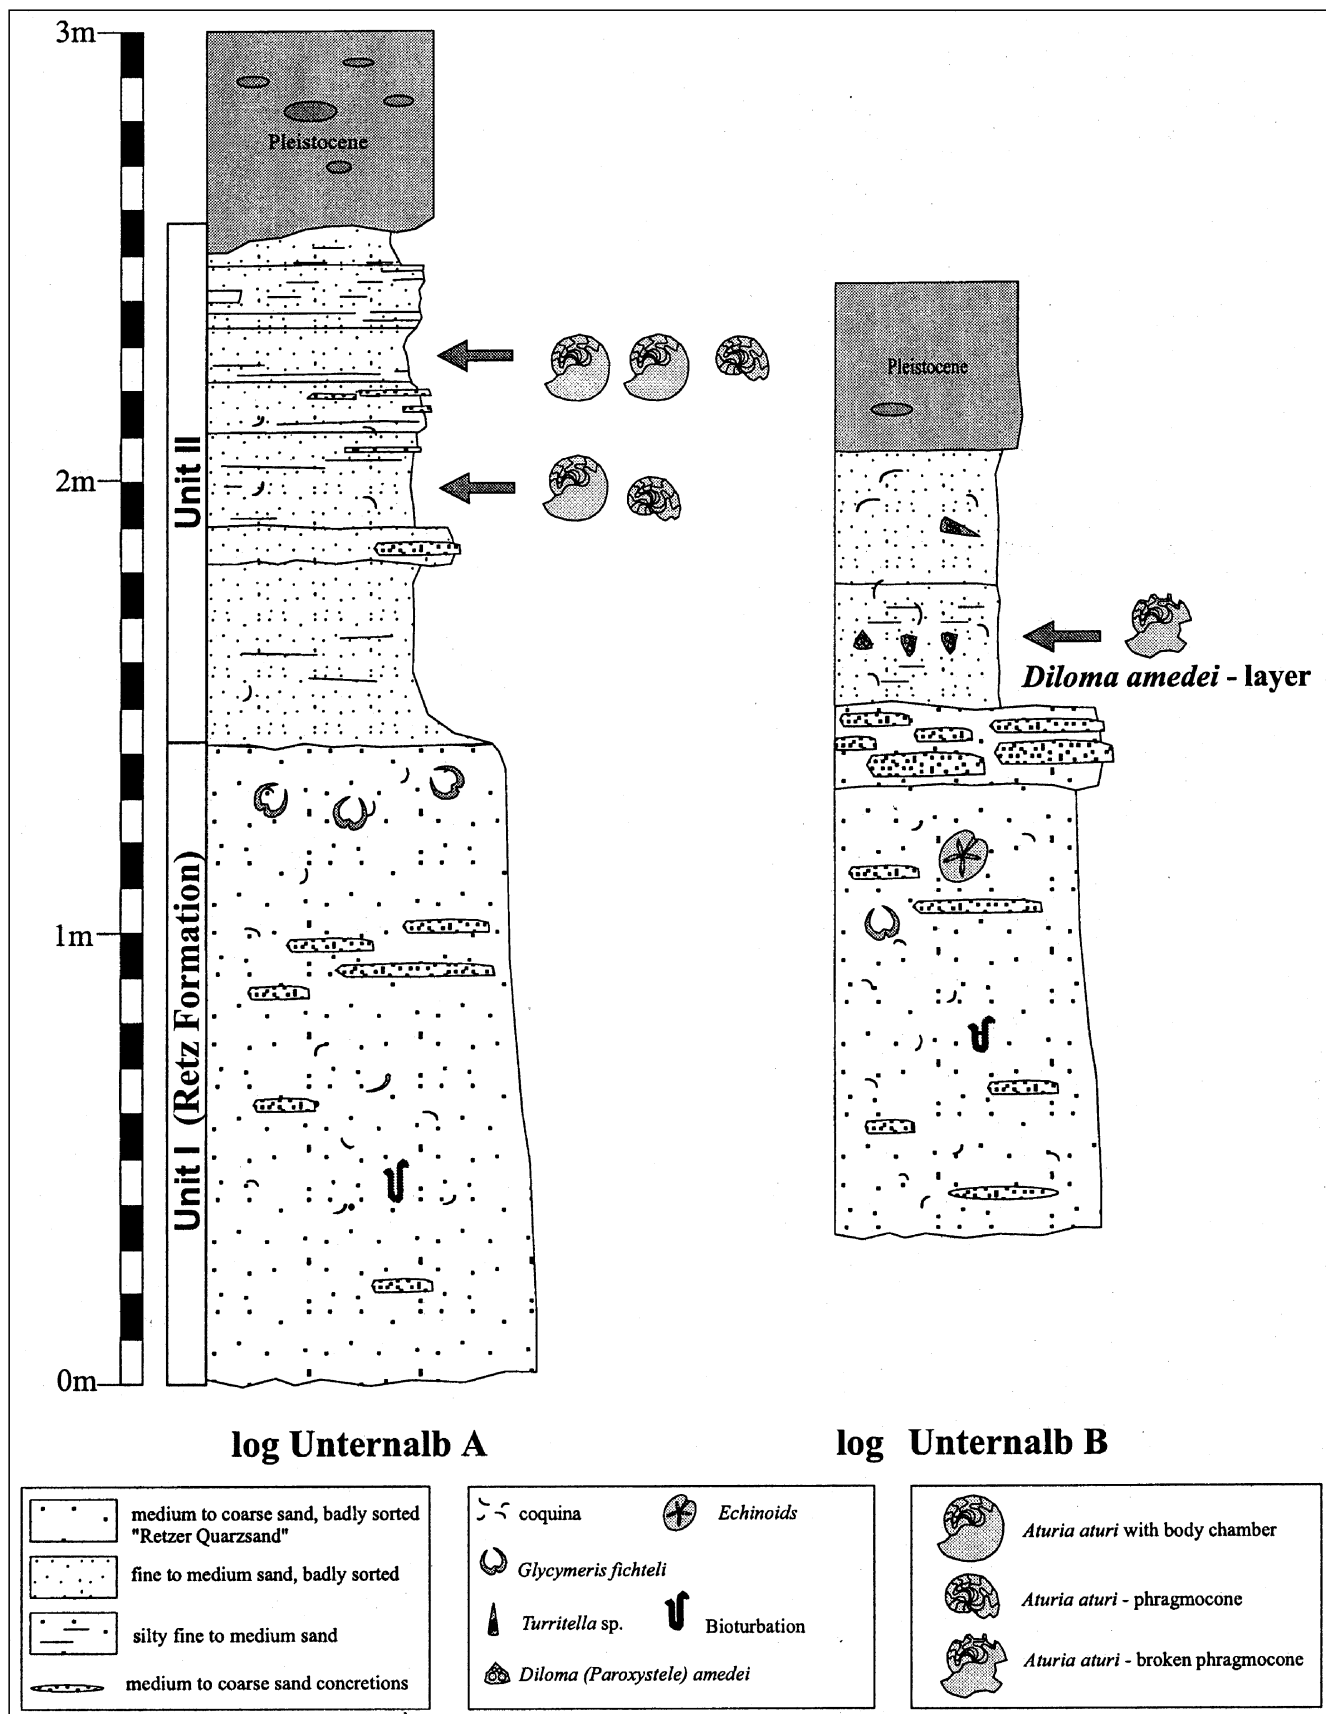 3m
Pleistocene
Pleistocene
2m
Unit II
Diloma amedei - layer
1m
Unit I (Retz Formation)
0m
log Unternalb A
log Unternalb B
medium to coarse sand, badly sorted
"Retzer Quarzsand"
fine to medium sand, badly sorted
silty fine to medium sand
medium to coarse sand concretions
coquina
Echinoids
Glycymeris fichteli
Turritella sp.
Bioturbation
Diloma (Paroxystele) amedei
Aturia aturi with body chamber
Aturia aturi - phragmocone
Aturia aturi - broken phragmocone